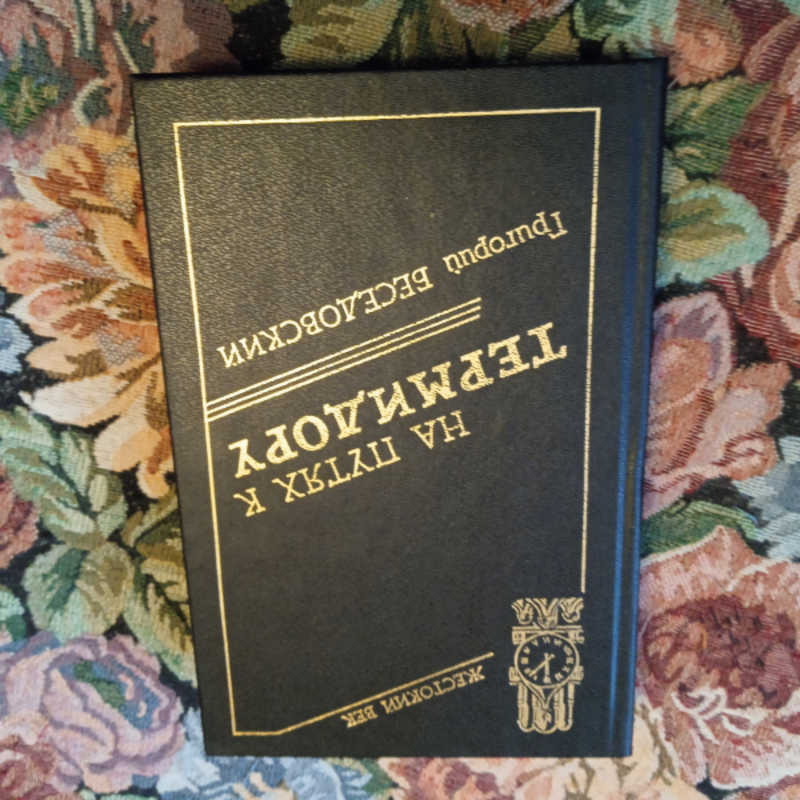 ЖЕСТОКИЙ ВЕК
НА ПУТЯХ К
ТЕРМИДОРУ
Григорий БЕСЕДОВСКИЙ